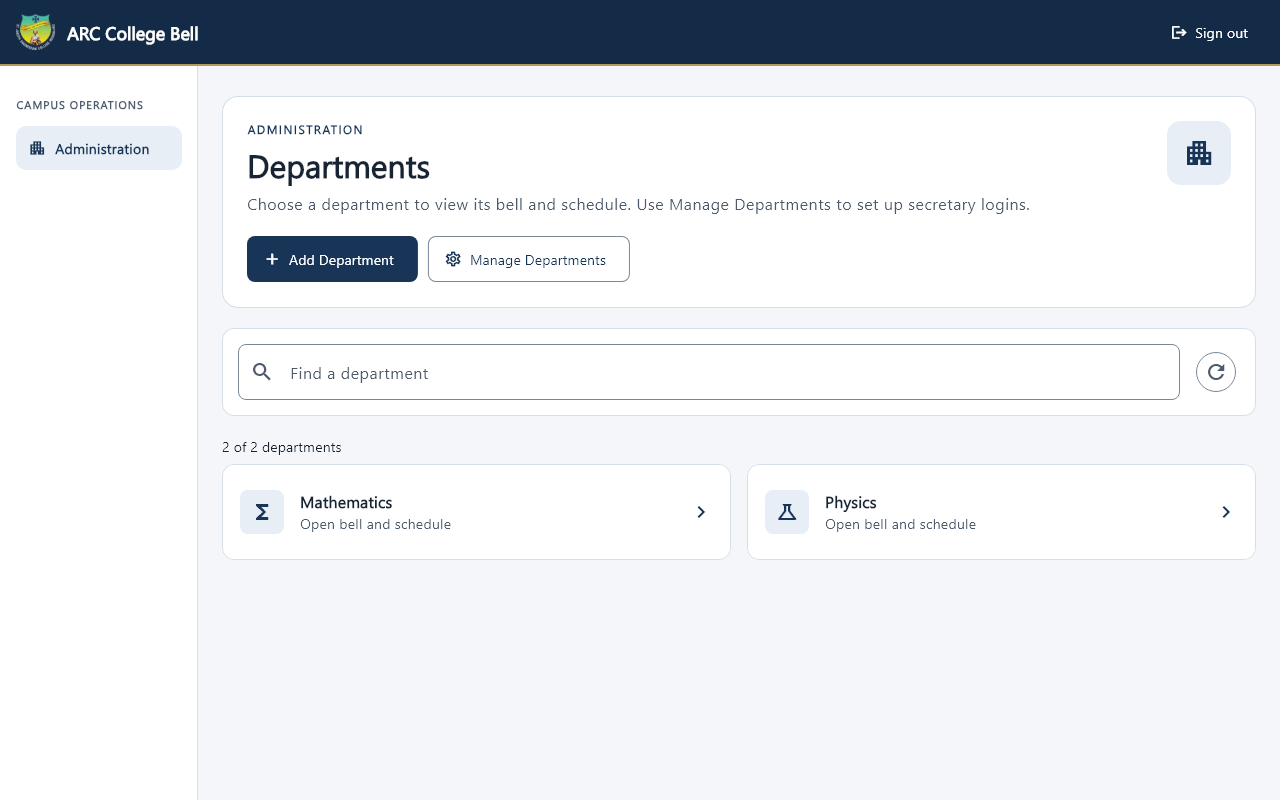 ARC College Bell
Sign out
CAMPUS OPERATIONS
Administration
ADMINISTRATION
Departments
Choose a department to view its bell and schedule. Use Manage Departments to set up secretary logins.
Add Department
Manage Departments
Find a department
2 of 2 departments
Mathematics
Open bell and schedule
Physics
Open bell and schedule